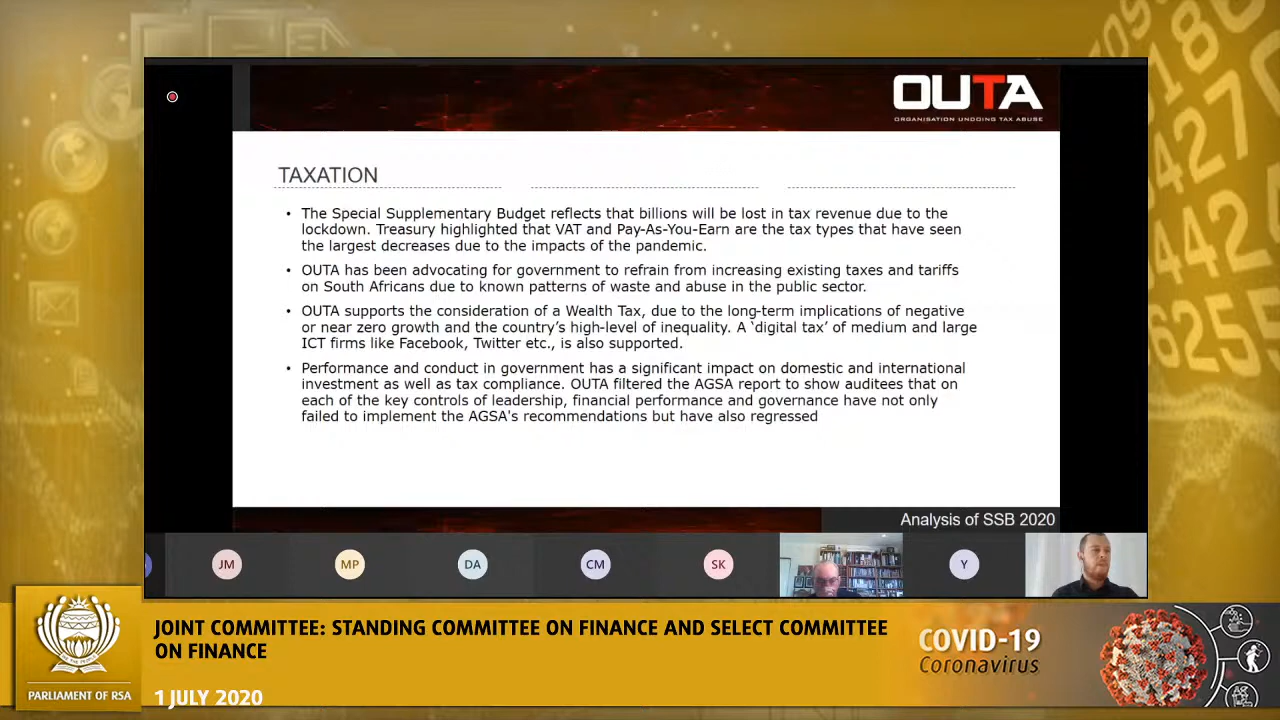 OUTA
ORGANISATION UNDOING TAX ABUSE
TAXATION
• The Special Supplementary Budget reflects that billions will be lost in tax revenue due to the
lockdown. Treasury highlighted that VAT and Pay-As-You-Earn are the tax types that have seen
the largest decreases due to the impacts of the pandemic.
• OUTA has been advocating for government to refrain from increasing existing taxes and tariffs
on South Africans due to known patterns of waste and abuse in the public sector.
• OUTA supports the consideration of a Wealth Tax, due to the long-term implications of negative
or near zero growth and the country's high-level of inequality. A 'digital tax' of medium and large
ICT firms like Facebook, Twitter etc., is also supported.
• Performance and conduct in government has a significant impact on domestic and international
investment as well as tax compliance. OUTA filtered the AGSA report to show auditees that on
each of the key controls of leadership, financial performance and governance have not only
failed to implement the AGSA's recommendations but have also regressed
Analysis of SSB 2020
JM MP DA CM SK Y
JOINT COMMITTEE: STANDING COMMITTEE ON FINANCE AND SELECT COMMITTEE
ON FINANCE
COVID-19
Coronavirus
PARLIAMENT OF RSA
1 JULY 2020